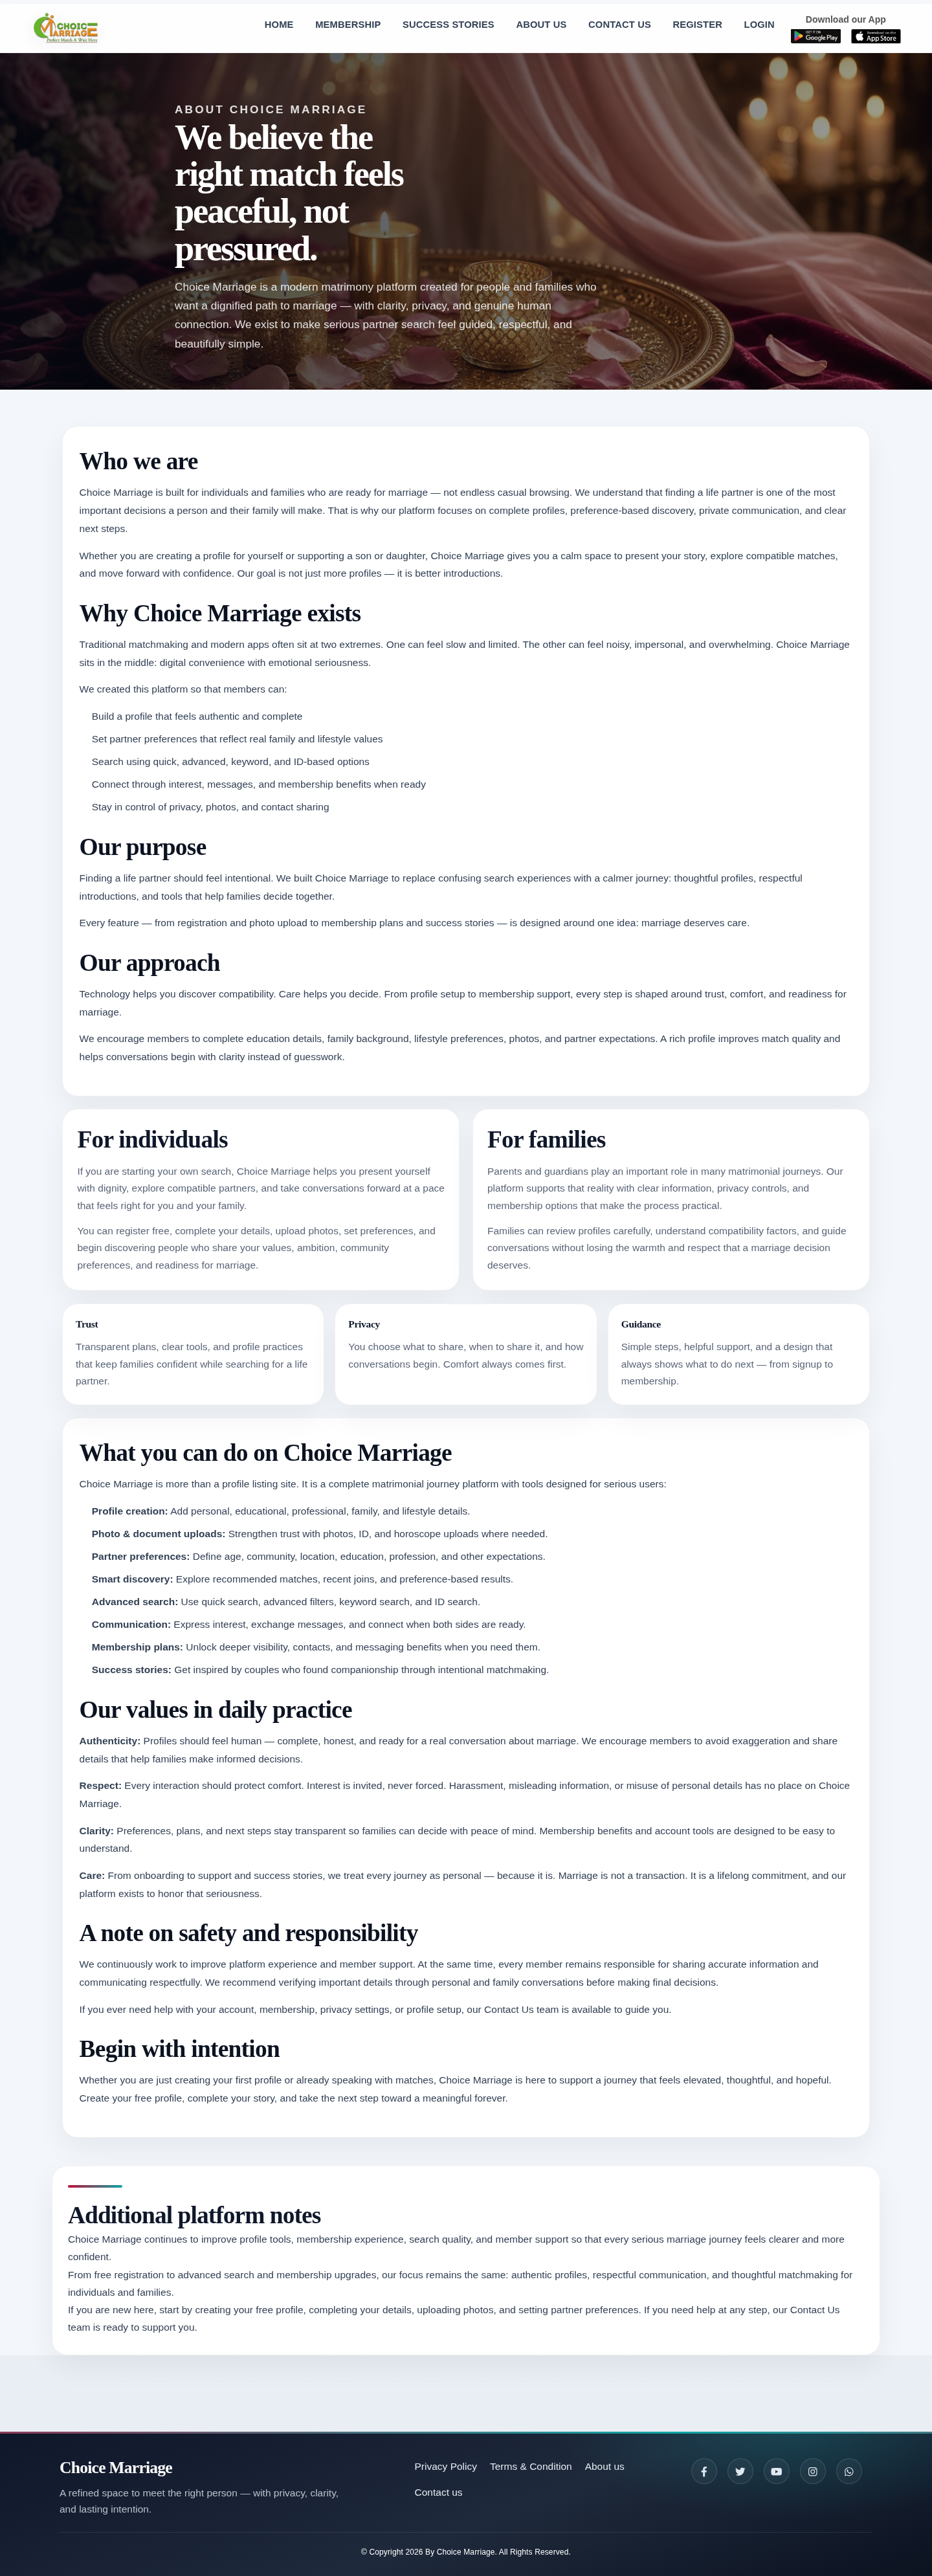 CHOICE
MARRIAGE
Perfect Match & Wish Here
HOME MEMBERSHIP SUCCESS STORIES ABOUT US CONTACT US REGISTER LOGIN
Download our App
GET IT ON
Google Play
Download on the
App Store
ABOUT CHOICE MARRIAGE
We believe the
right match feels
peaceful, not
pressured.
Choice Marriage is a modern matrimony platform created for people and families who
want a dignified path to marriage — with clarity, privacy, and genuine human
connection. We exist to make serious partner search feel guided, respectful, and
beautifully simple.
Who we are
Choice Marriage is built for individuals and families who are ready for marriage — not endless casual browsing. We understand that finding a life partner is one of the most
important decisions a person and their family will make. That is why our platform focuses on complete profiles, preference-based discovery, private communication, and clear
next steps.
Whether you are creating a profile for yourself or supporting a son or daughter, Choice Marriage gives you a calm space to present your story, explore compatible matches,
and move forward with confidence. Our goal is not just more profiles — it is better introductions.
Why Choice Marriage exists
Traditional matchmaking and modern apps often sit at two extremes. One can feel slow and limited. The other can feel noisy, impersonal, and overwhelming. Choice Marriage
sits in the middle: digital convenience with emotional seriousness.
We created this platform so that members can:
Build a profile that feels authentic and complete
Set partner preferences that reflect real family and lifestyle values
Search using quick, advanced, keyword, and ID-based options
Connect through interest, messages, and membership benefits when ready
Stay in control of privacy, photos, and contact sharing
Our purpose
Finding a life partner should feel intentional. We built Choice Marriage to replace confusing search experiences with a calmer journey: thoughtful profiles, respectful
introductions, and tools that help families decide together.
Every feature — from registration and photo upload to membership plans and success stories — is designed around one idea: marriage deserves care.
Our approach
Technology helps you discover compatibility. Care helps you decide. From profile setup to membership support, every step is shaped around trust, comfort, and readiness for
marriage.
We encourage members to complete education details, family background, lifestyle preferences, photos, and partner expectations. A rich profile improves match quality and
helps conversations begin with clarity instead of guesswork.
For individuals
If you are starting your own search, Choice Marriage helps you present yourself
with dignity, explore compatible partners, and take conversations forward at a pace
that feels right for you and your family.
You can register free, complete your details, upload photos, set preferences, and
begin discovering people who share your values, ambition, community
preferences, and readiness for marriage.
For families
Parents and guardians play an important role in many matrimonial journeys. Our
platform supports that reality with clear information, privacy controls, and
membership options that make the process practical.
Families can review profiles carefully, understand compatibility factors, and guide
conversations without losing the warmth and respect that a marriage decision
deserves.
Trust
Transparent plans, clear tools, and profile practices
that keep families confident while searching for a life
partner.
Privacy
You choose what to share, when to share it, and how
conversations begin. Comfort always comes first.
Guidance
Simple steps, helpful support, and a design that
always shows what to do next — from signup to
membership.
What you can do on Choice Marriage
Choice Marriage is more than a profile listing site. It is a complete matrimonial journey platform with tools designed for serious users:
Profile creation: Add personal, educational, professional, family, and lifestyle details.
Photo & document uploads: Strengthen trust with photos, ID, and horoscope uploads where needed.
Partner preferences: Define age, community, location, education, profession, and other expectations.
Smart discovery: Explore recommended matches, recent joins, and preference-based results.
Advanced search: Use quick search, advanced filters, keyword search, and ID search.
Communication: Express interest, exchange messages, and connect when both sides are ready.
Membership plans: Unlock deeper visibility, contacts, and messaging benefits when you need them.
Success stories: Get inspired by couples who found companionship through intentional matchmaking.
Our values in daily practice
Authenticity: Profiles should feel human — complete, honest, and ready for a real conversation about marriage. We encourage members to avoid exaggeration and share
details that help families make informed decisions.
Respect: Every interaction should protect comfort. Interest is invited, never forced. Harassment, misleading information, or misuse of personal details has no place on Choice
Marriage.
Clarity: Preferences, plans, and next steps stay transparent so families can decide with peace of mind. Membership benefits and account tools are designed to be easy to
understand.
Care: From onboarding to support and success stories, we treat every journey as personal — because it is. Marriage is not a transaction. It is a lifelong commitment, and our
platform exists to honor that seriousness.
A note on safety and responsibility
We continuously work to improve platform experience and member support. At the same time, every member remains responsible for sharing accurate information and
communicating respectfully. We recommend verifying important details through personal and family conversations before making final decisions.
If you ever need help with your account, membership, privacy settings, or profile setup, our Contact Us team is available to guide you.
Begin with intention
Whether you are just creating your first profile or already speaking with matches, Choice Marriage is here to support a journey that feels elevated, thoughtful, and hopeful.
Create your free profile, complete your story, and take the next step toward a meaningful forever.
Additional platform notes
Choice Marriage continues to improve profile tools, membership experience, search quality, and member support so that every serious marriage journey feels clearer and more
confident.
From free registration to advanced search and membership upgrades, our focus remains the same: authentic profiles, respectful communication, and thoughtful matchmaking for
individuals and families.
If you are new here, start by creating your free profile, completing your details, uploading photos, and setting partner preferences. If you need help at any step, our Contact Us
team is ready to support you.
Choice Marriage
A refined space to meet the right person — with privacy, clarity,
and lasting intention.
Privacy Policy Terms & Condition About us
Contact us
© Copyright 2026 By Choice Marriage. All Rights Reserved.